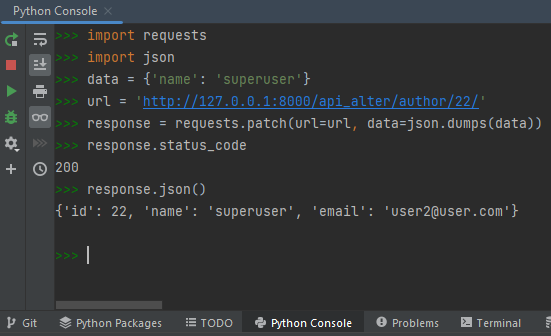 Python Console ×
>>> import requests
>>> import json
>>> data = {'name': 'superuser'}
>>> url = 'http://127.0.0.1:8000/api_alter/author/22/'
>>> response = requests.patch(url=url, data=json.dumps(data))
>>> response.status_code
200
>>> response.json()
{'id': 22, 'name': 'superuser', 'email': 'user2@user.com'}
>>>
Git Python Packages TODO Python Console Problems Terminal